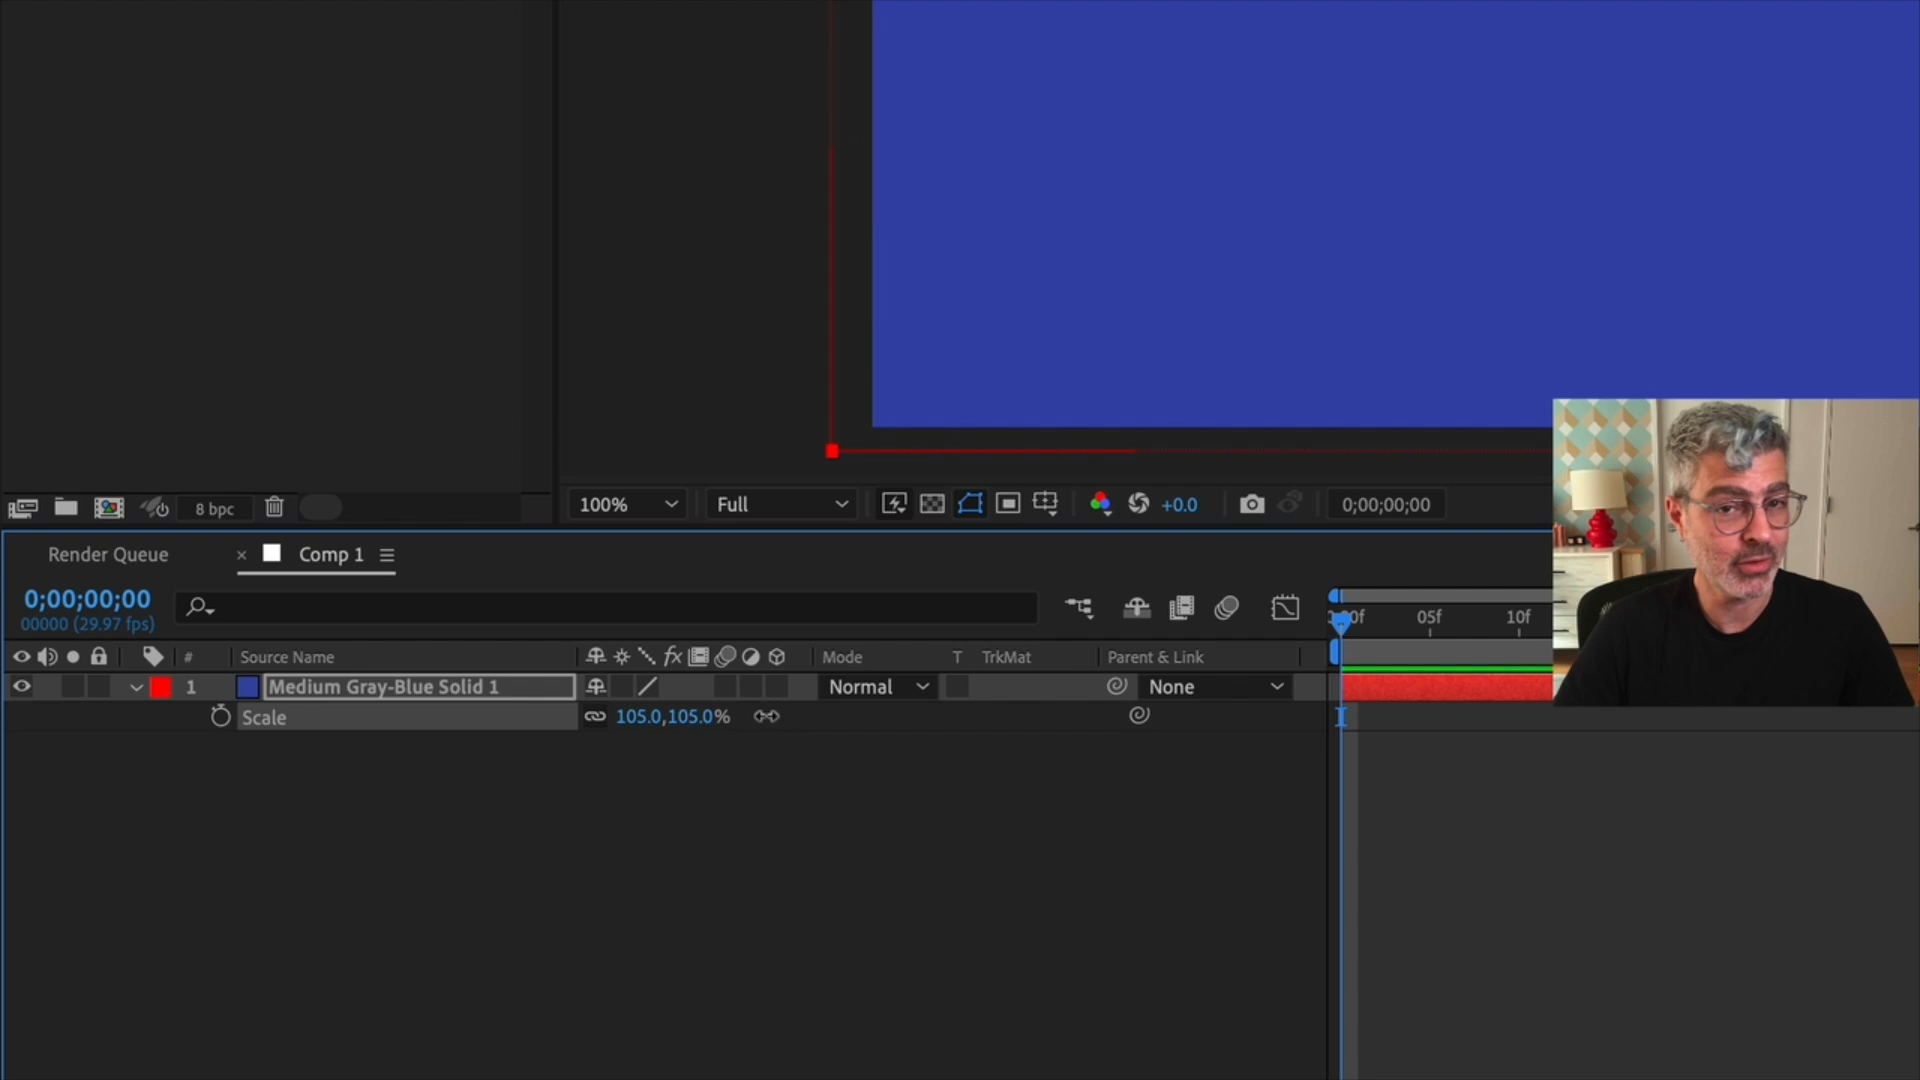 8 bpc
100%
Full
+0.0
0;00;00;00
Render Queue
× Comp 1
0;00;00;00
00000 (29.97 fps)
05f
10f
# Source Name
fx
Mode
T TrkMat
Parent & Link
1 Medium Gray-Blue Solid 1
Normal
None
Scale
105.0,105.0%